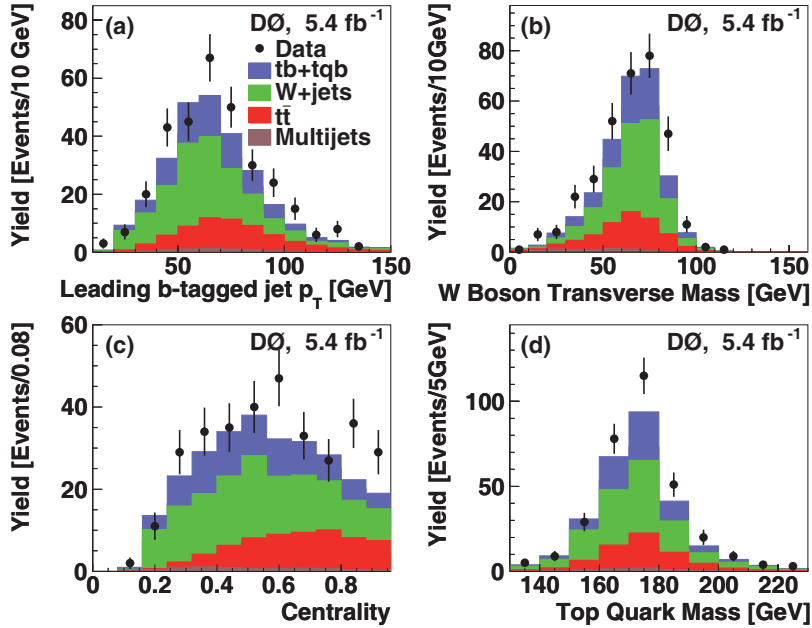 (a) DØ, 5.4 fb⁻¹
Data
tb+tqb
W+jets
tt̄
Multijets
Yield [Events/10 GeV]
80
60
40
20
0
50 100 150
Leading b-tagged jet p_T [GeV]
(b) DØ, 5.4 fb⁻¹
Yield [Events/10GeV]
80
60
40
20
0
0 50 100 150
W Boson Transverse Mass [GeV]
(c) DØ, 5.4 fb⁻¹
Yield [Events/0.08]
60
40
20
0
0 0.2 0.4 0.6 0.8
Centrality
(d) DØ, 5.4 fb⁻¹
Yield [Events/5GeV]
100
50
0
140 160 180 200 220
Top Quark Mass [GeV]